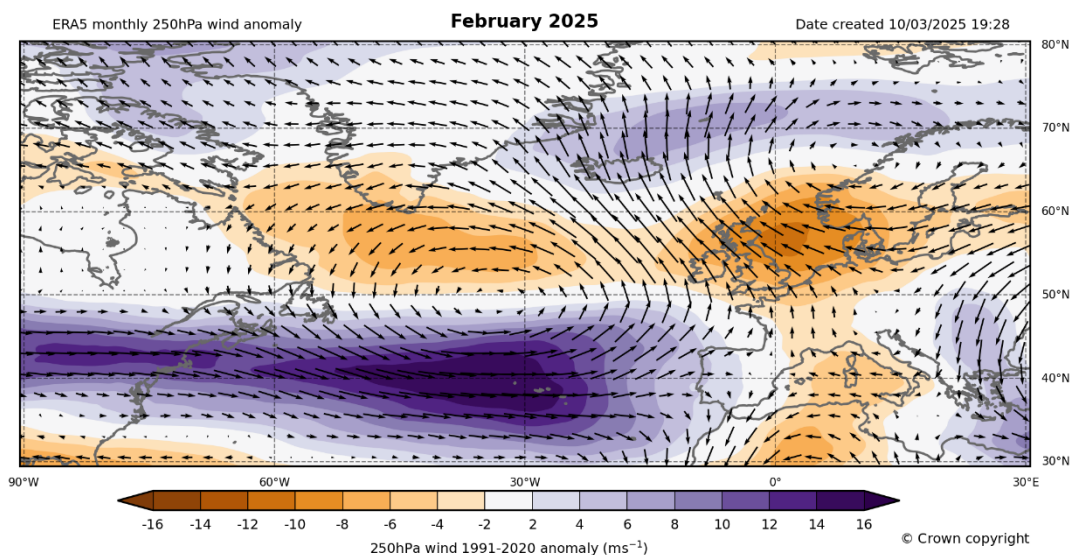 ERA5 monthly 250hPa wind anomaly
February 2025
Date created 10/03/2025 19:28
80°N
70°N
60°N
50°N
40°N
30°N
90°W 60°W 30°W 0° 30°E
-16 -14 -12 -10 -8 -6 -4 -2 2 4 6 8 10 12 14 16
250hPa wind 1991-2020 anomaly (ms⁻¹)
© Crown copyright